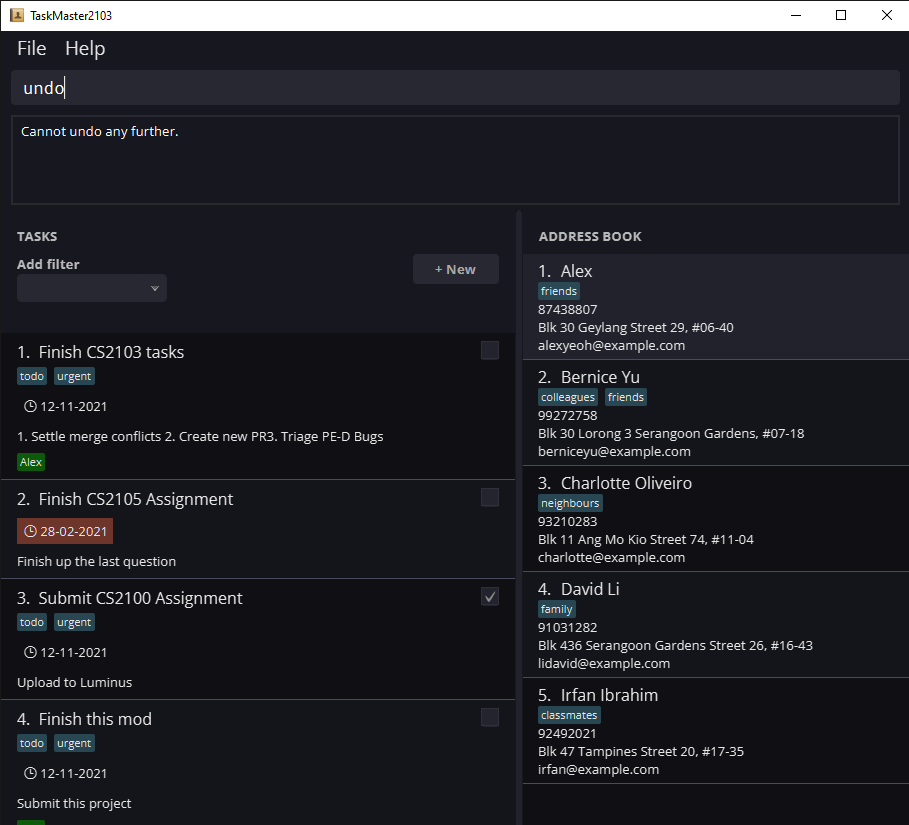 TaskMaster2103
File Help
undo
Cannot undo any further.
TASKS
Add filter
+ New
1. Finish CS2103 tasks
todo urgent
12-11-2021
1. Settle merge conflicts 2. Create new PR3. Triage PE-D Bugs
Alex
2. Finish CS2105 Assignment
28-02-2021
Finish up the last question
3. Submit CS2100 Assignment
todo urgent
12-11-2021
Upload to Luminus
4. Finish this mod
todo urgent
12-11-2021
Submit this project
ADDRESS BOOK
1. Alex
friends
87438807
Blk 30 Geylang Street 29, #06-40
alexyeoh@example.com
2. Bernice Yu
colleagues friends
99272758
Blk 30 Lorong 3 Serangoon Gardens, #07-18
berniceyu@example.com
3. Charlotte Oliveiro
neighbours
93210283
Blk 11 Ang Mo Kio Street 74, #11-04
charlotte@example.com
4. David Li
family
91031282
Blk 436 Serangoon Gardens Street 26, #16-43
lidavid@example.com
5. Irfan Ibrahim
classmates
92492021
Blk 47 Tampines Street 20, #17-35
irfan@example.com